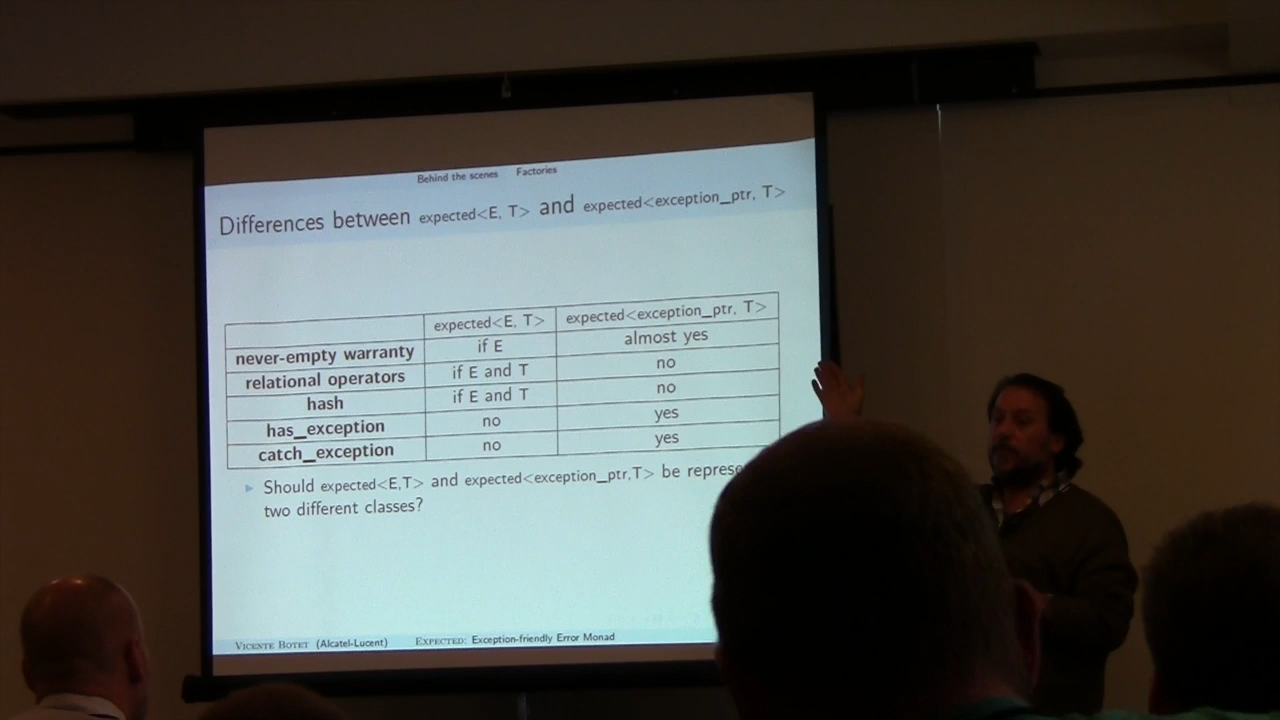 Behind the scenes Factories
Differences between expected<E, T> and expected<exception_ptr, T>
expected<E, T> expected<exception_ptr, T>
never-empty warranty if E almost yes
relational operators if E and T no
hash if E and T no
has_exception no yes
catch_exception no yes
Should expected<E,T> and expected<exception_ptr,T> be
two different classes?
Vicente Botet (Alcatel-Lucent) Expected: Exception-friendly Error Monad